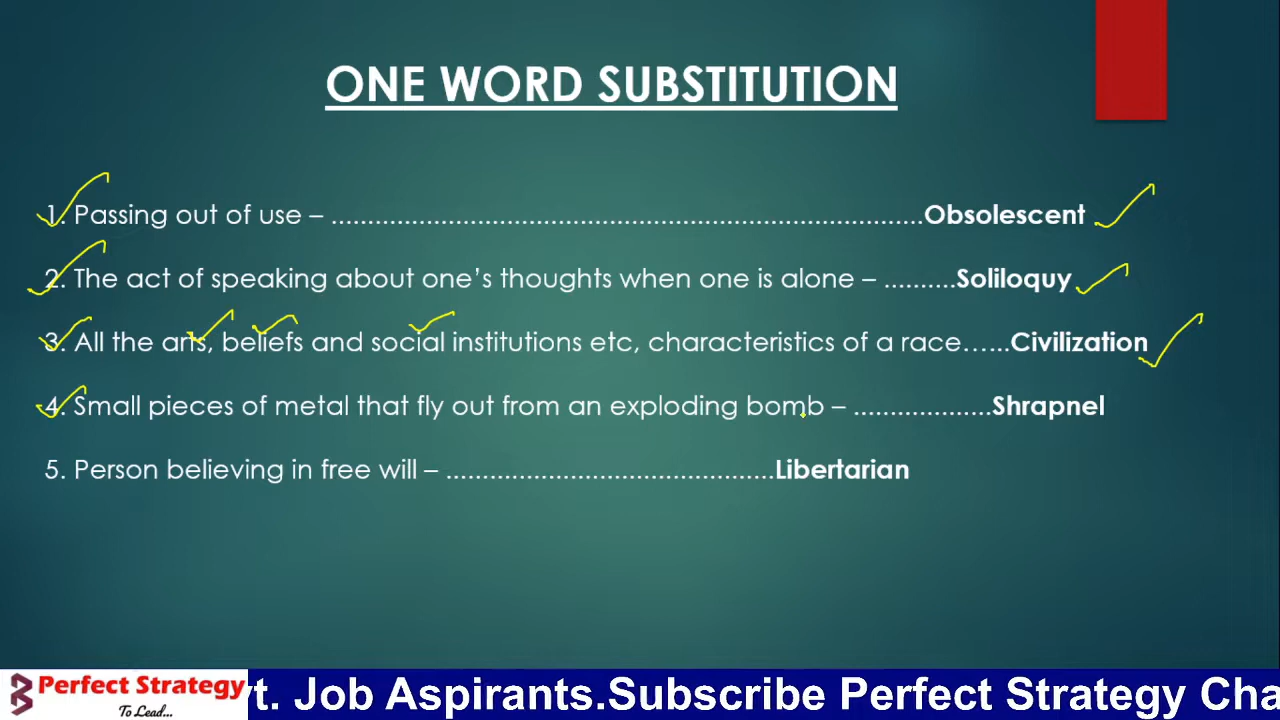 ONE WORD SUBSTITUTION
1. Passing out of use – ................................................................................Obsolescent
2. The act of speaking about one’s thoughts when one is alone – ..........Soliloquy
3. All the arts, beliefs and social institutions etc, characteristics of a race…...Civilization
4. Small pieces of metal that fly out from an exploding bomb – ...................Shrapnel
5. Person believing in free will – ............................................Libertarian
Perfect Strategy
To Lead...
t. Job Aspirants.Subscribe Perfect Strategy Cha